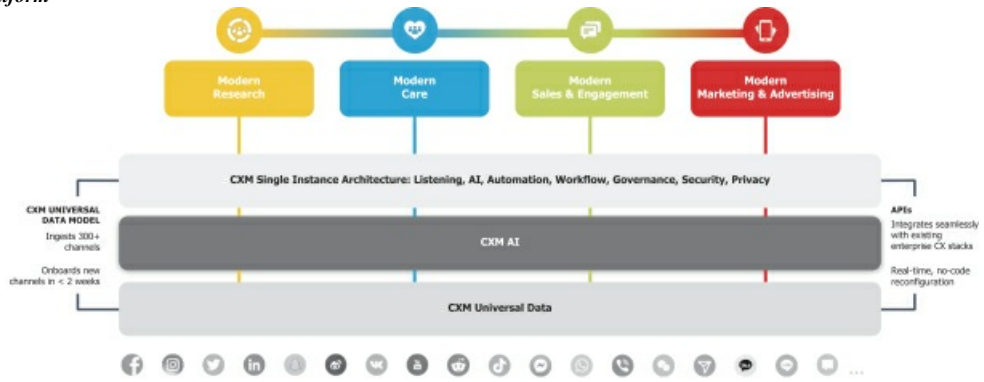 Modern
Research
Modern
Care
Modern
Sales & Engagement
Modern
Marketing & Advertising
CXM Single Instance Architecture: Listening, AI, Automation, Workflow, Governance, Security, Privacy
CXM UNIVERSAL
DATA MODEL
Ingests 300+
channels
Onboards new
channels in < 2 weeks
CXM AI
APIs
Integrates seamlessly
with existing
enterprise CX stacks
Real-time, no-code
reconfiguration
CXM Universal Data
...